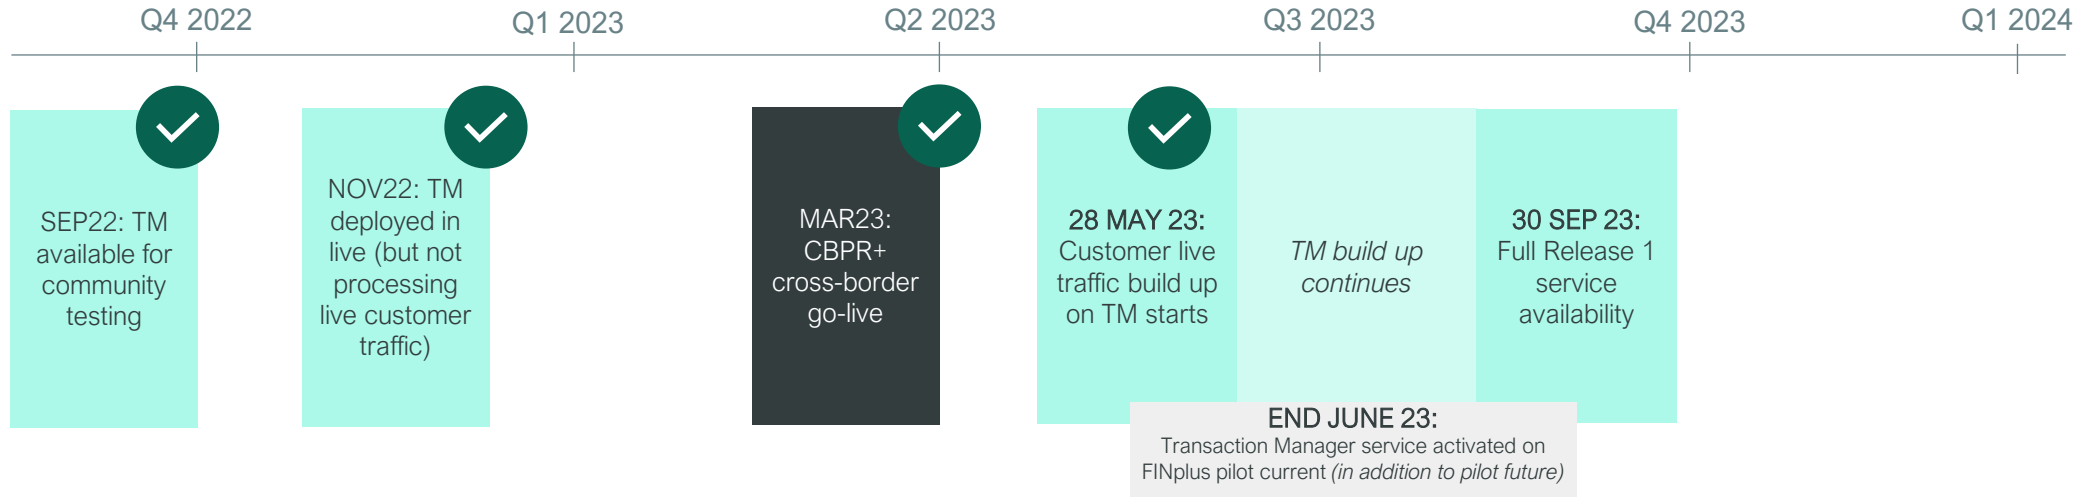 Q4 2022
Q1 2023
Q2 2023
Q3 2023
Q4 2023
Q1 2024
SEP22: TM
available for
community
testing
NOV22: TM
deployed in
live (but not
processing
live customer
traffic)
MAR23:
CBPR+
cross-border
go-live
28 MAY 23:
Customer live
traffic build up
on TM starts
TM build up
continues
30 SEP 23:
Full Release 1
service
availability
END JUNE 23:
Transaction Manager service activated on
FINplus pilot current (in addition to pilot future)